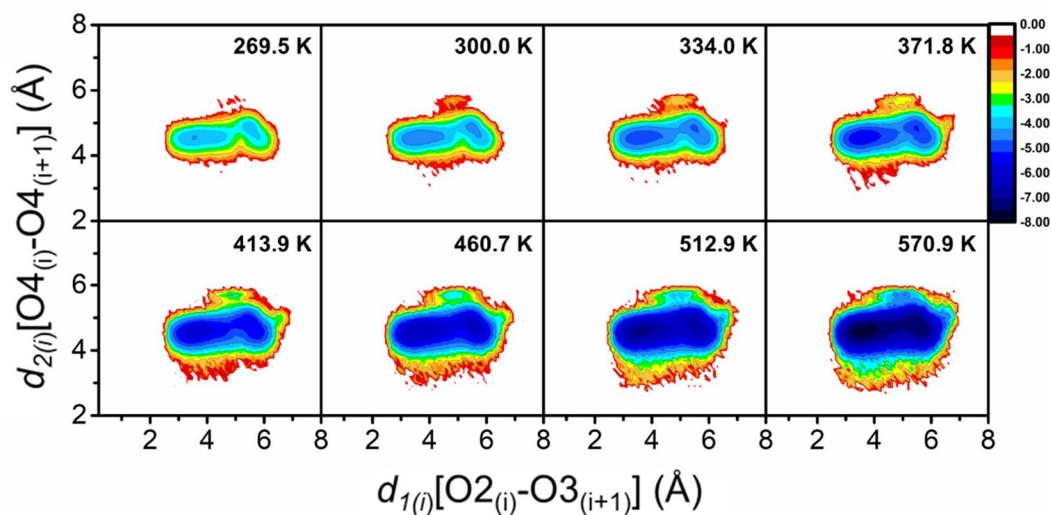 8
6
4
2
269.5 K
300.0 K
334.0 K
371.8 K
0.00
-1.00
-2.00
-3.00
-4.00
-5.00
-6.00
-7.00
-8.00
6
4
2
413.9 K
460.7 K
512.9 K
570.9 K
2 4 6 8 2 4 6 8 2 4 6 8 2 4 6 8
d2(i)[O4(i)-O4(i+1)] (Å)
d1(i)[O2(i)-O3(i+1)] (Å)